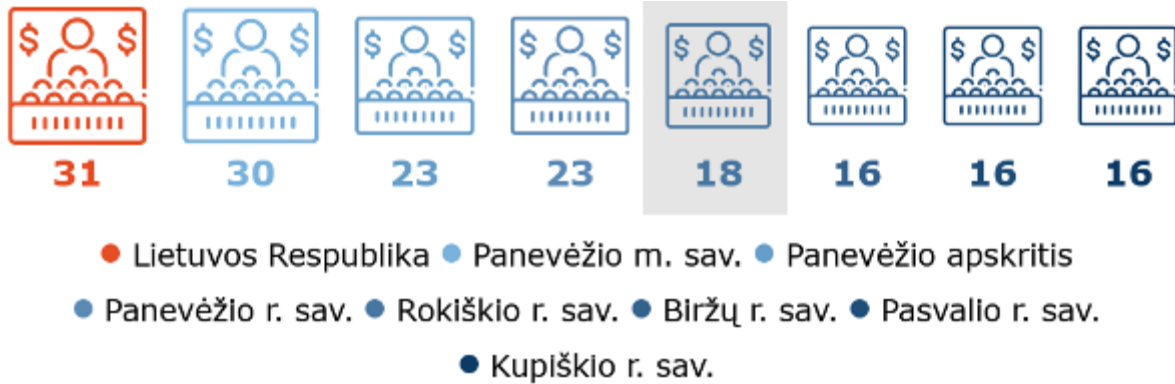 $ $ $ $ $ $ $ $ $ $ $ $ $ $ $ $
31 30 23 23 18 16 16 16
Lietuvos Respublika Panevėžio m. sav. Panevėžio apskritis
Panevėžio r. sav. Rokiškio r. sav. Biržų r. sav. Pasvalio r. sav.
Kupiškio r. sav.